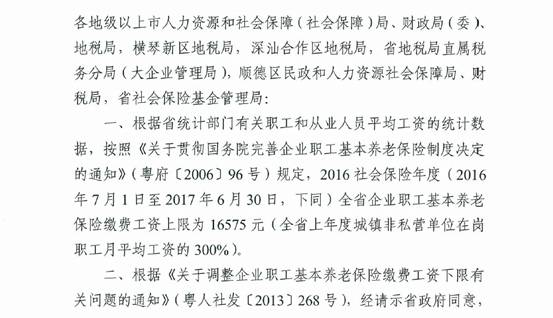 各地级以上市人力资源和社会保障（社会保障）局、财政局（委）、
地税局，横琴新区地税局，深汕合作区地税局，省地税局直属税
务分局（大企业管理局），顺德区民政和人力资源社会保障局、财
税局，省社会保险基金管理局：
一、根据省统计部门有关职工和从业人员平均工资的统计数
据，按照《关于贯彻国务院完善企业职工基本养老保险制度决定
的通知》（粤府〔2006〕96 号）规定，2016 社会保险年度（2016
年 7 月 1 日至 2017 年 6 月 30 日，下同）全省企业职工基本养老
保险缴费工资上限为 16575 元（全省上年度城镇非私营单位在岗
职工月平均工资的 300%）。
二、根据《关于调整企业职工基本养老保险缴费工资下限有
关问题的通知》（粤人社发〔2013〕268 号），经请示省政府同意，